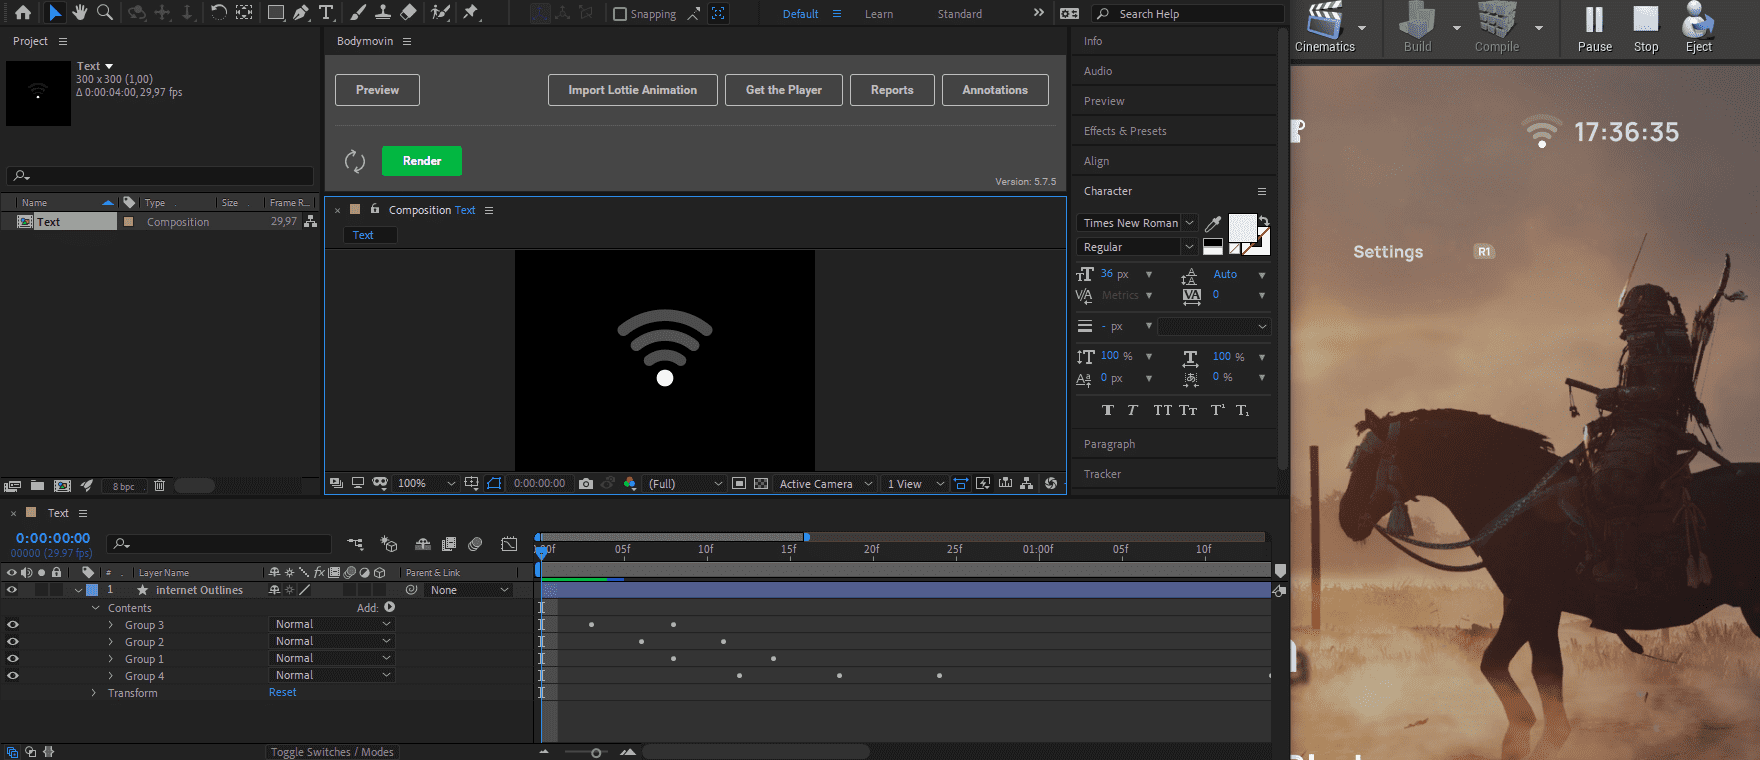 Snapping
Default
Learn
Standard
Search Help
Cinematics
Build
Compile
Pause
Stop
Eject
Project
Text
300 x 300 (1,00)
Δ 0:00:04:00, 29,97 fps
Name
Type
Size
Frame R...
Text
Composition
29,97
8 bpc
Bodymovin
Preview
Import Lottie Animation
Get the Player
Reports
Annotations
Render
Version: 5.7.5
Composition Text
Text
100%
0:00:00:00
(Full)
Active Camera
1 View
Info
Audio
Preview
Effects & Presets
Align
Character
Times New Roman
Regular
36 px
Auto
Metrics
0
- px
100 %
100 %
0 px
0 %
T T TT Tт T¹ T₁
Paragraph
Tracker
17:36:35
Settings
R1
Text
0:00:00:00
00000 (29.97 fps)
05f
10f
15f
20f
25f
01:00f
05f
10f
# Layer Name
Parent & Link
1 internet Outlines
None
Contents
Add:
Group 3
Normal
Group 2
Normal
Group 1
Normal
Group 4
Normal
Transform
Reset
Toggle Switches / Modes